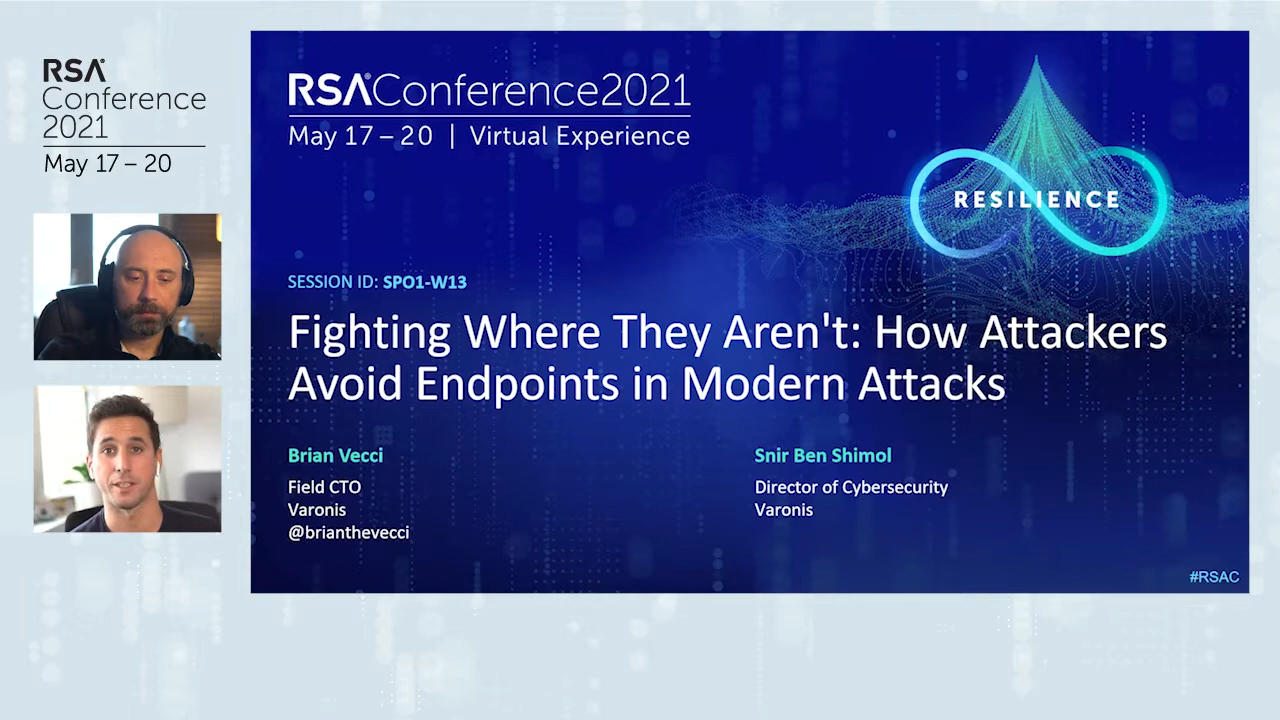 RSA
Conference
2021
May 17 – 20
RSAConference2021
May 17 – 20 | Virtual Experience
RESILIENCE
SESSION ID: SPO1-W13
Fighting Where They Aren't: How Attackers
Avoid Endpoints in Modern Attacks
Brian Vecci
Field CTO
Varonis
@brianthevecci
Snir Ben Shimol
Director of Cybersecurity
Varonis
#RSAC